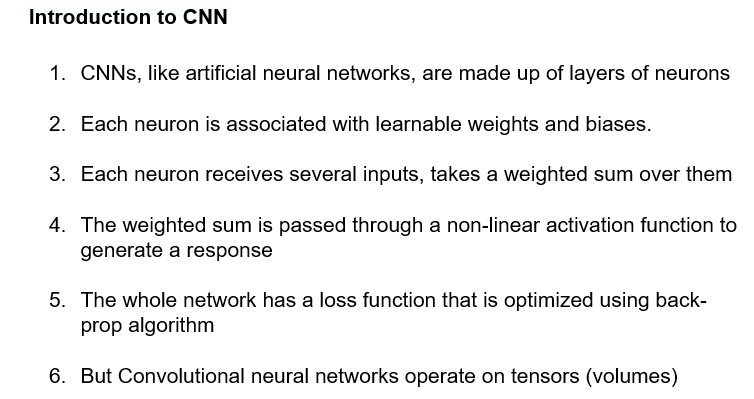 Introduction to CNN
1. CNNs, like artificial neural networks, are made up of layers of neurons
2. Each neuron is associated with learnable weights and biases.
3. Each neuron receives several inputs, takes a weighted sum over them
4. The weighted sum is passed through a non-linear activation function to
generate a response
5. The whole network has a loss function that is optimized using back-
prop algorithm
6. But Convolutional neural networks operate on tensors (volumes)